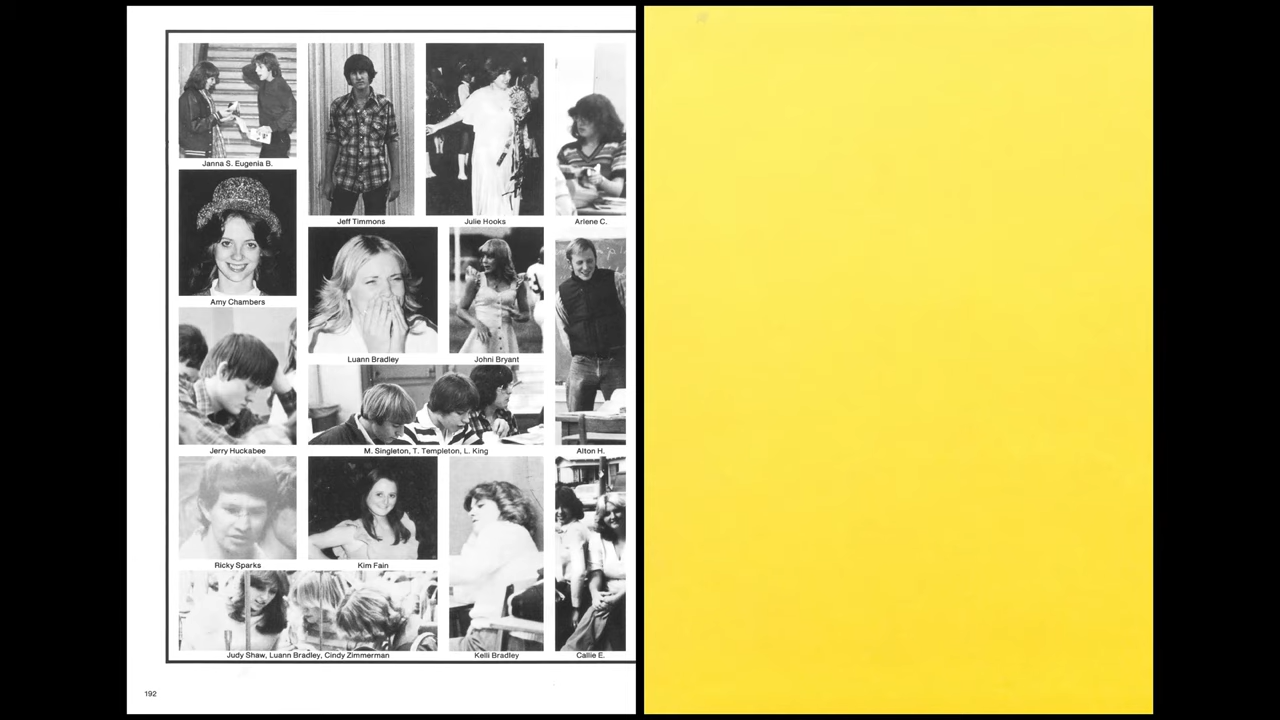 Janna S. Eugenia B.
Jeff Timmons
Julie Hooks
Arlene C.
Amy Chambers
Luann Bradley
Johni Bryant
Jerry Huckabee
M. Singleton, T. Templeton, L. King
Alton H.
Ricky Sparks
Kim Fain
Judy Shaw, Luann Bradley, Cindy Zimmerman
Kelli Bradley
Callie E.
192